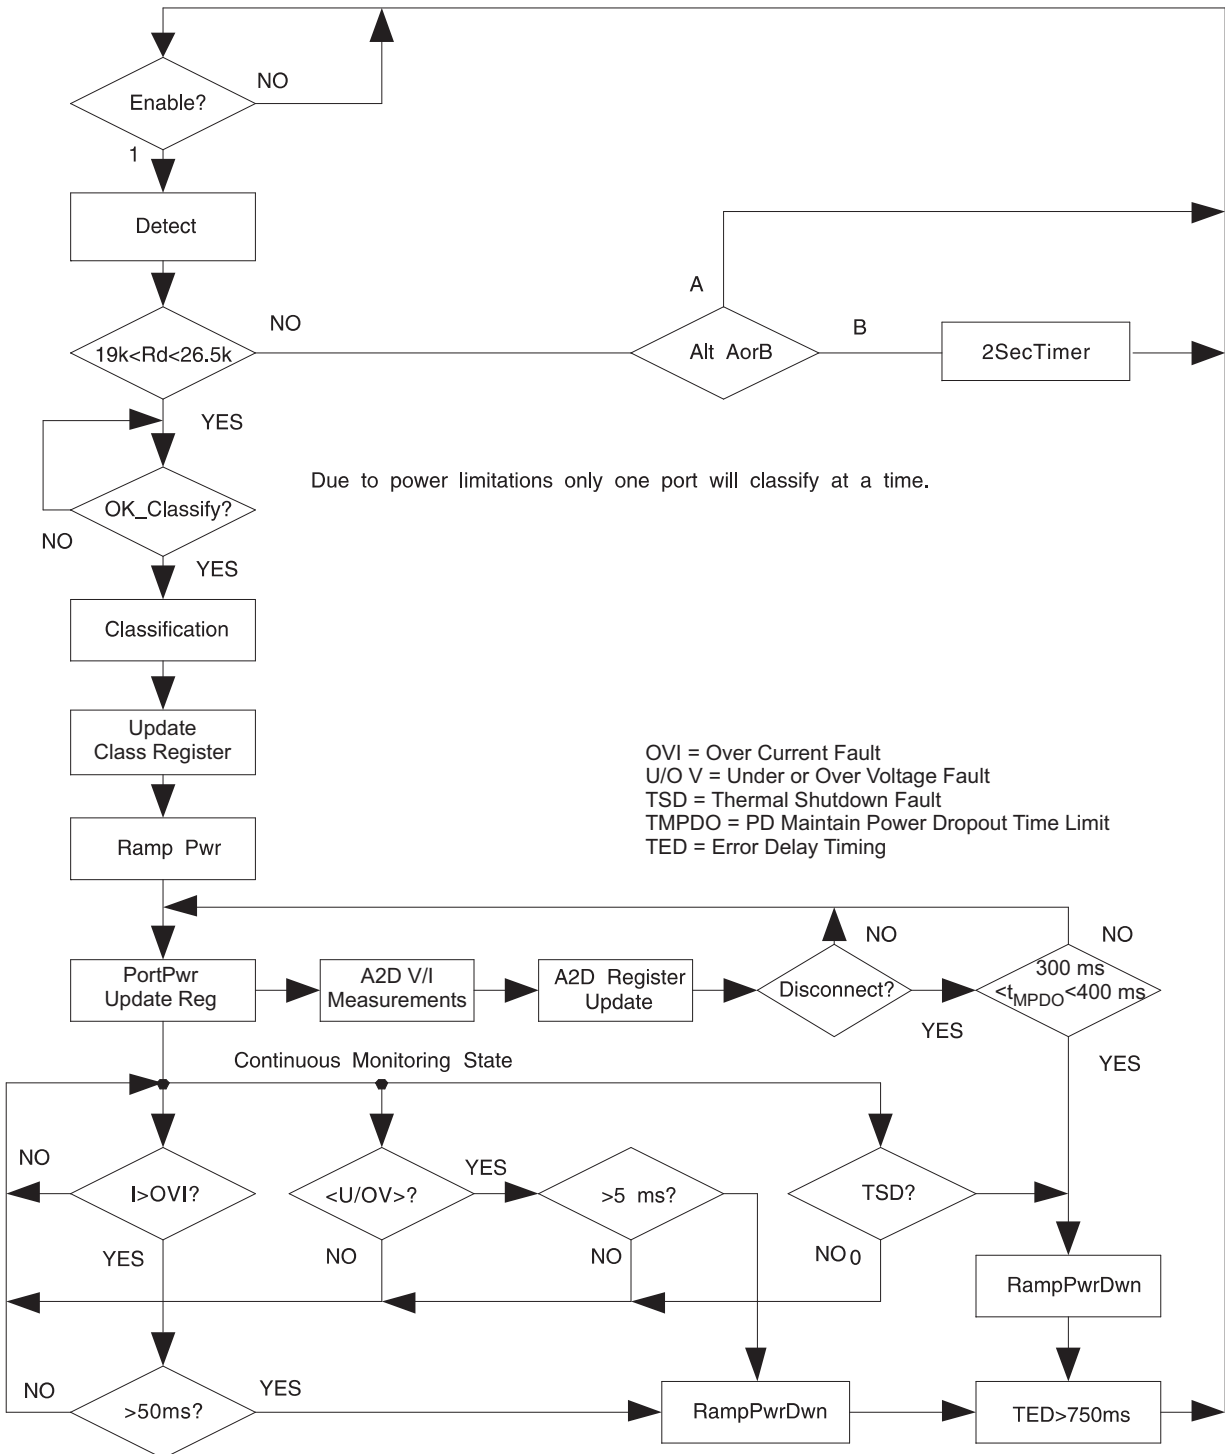 NO
Enable?
1
Detect
A
NO
B
19k<Rd<26.5k
Alt AorB
2SecTimer
YES
Due to power limitations only one port will classify at a time.
OK_Classify?
NO
YES
Classification
Update
Class Register
OVI = Over Current Fault
U/O V = Under or Over Voltage Fault
TSD = Thermal Shutdown Fault
TMPDO = PD Maintain Power Dropout Time Limit
TED = Error Delay Timing
Ramp Pwr
NO
NO
PortPwr
Update Reg
A2D V/I
Measurements
A2D Register
Update
Disconnect?
300 ms
<tMPDO<400 ms
YES
YES
Continuous Monitoring State
NO
YES
I>OVI?
<U/OV>?
>5 ms?
TSD?
YES
NO
NO
NO 0
RampPwrDwn
NO
YES
>50ms?
RampPwrDwn
TED>750ms